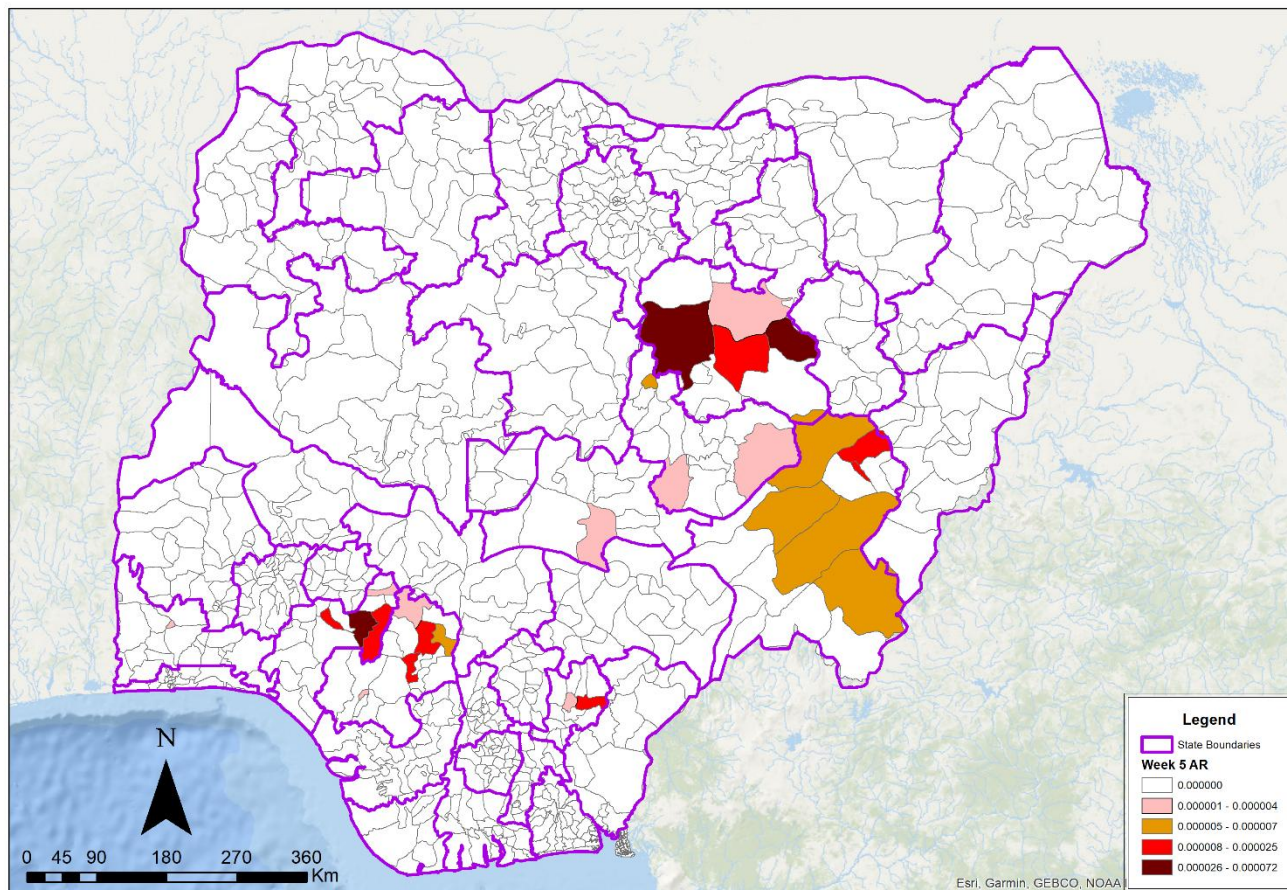 N
0 45 90 180 270 360
Km
Legend
State Boundaries
Week 5 AR
0.000000
0.000001 - 0.000004
0.000005 - 0.000007
0.000008 - 0.000025
0.000026 - 0.000072
Esri, Garmin, GEBCO, NOAA